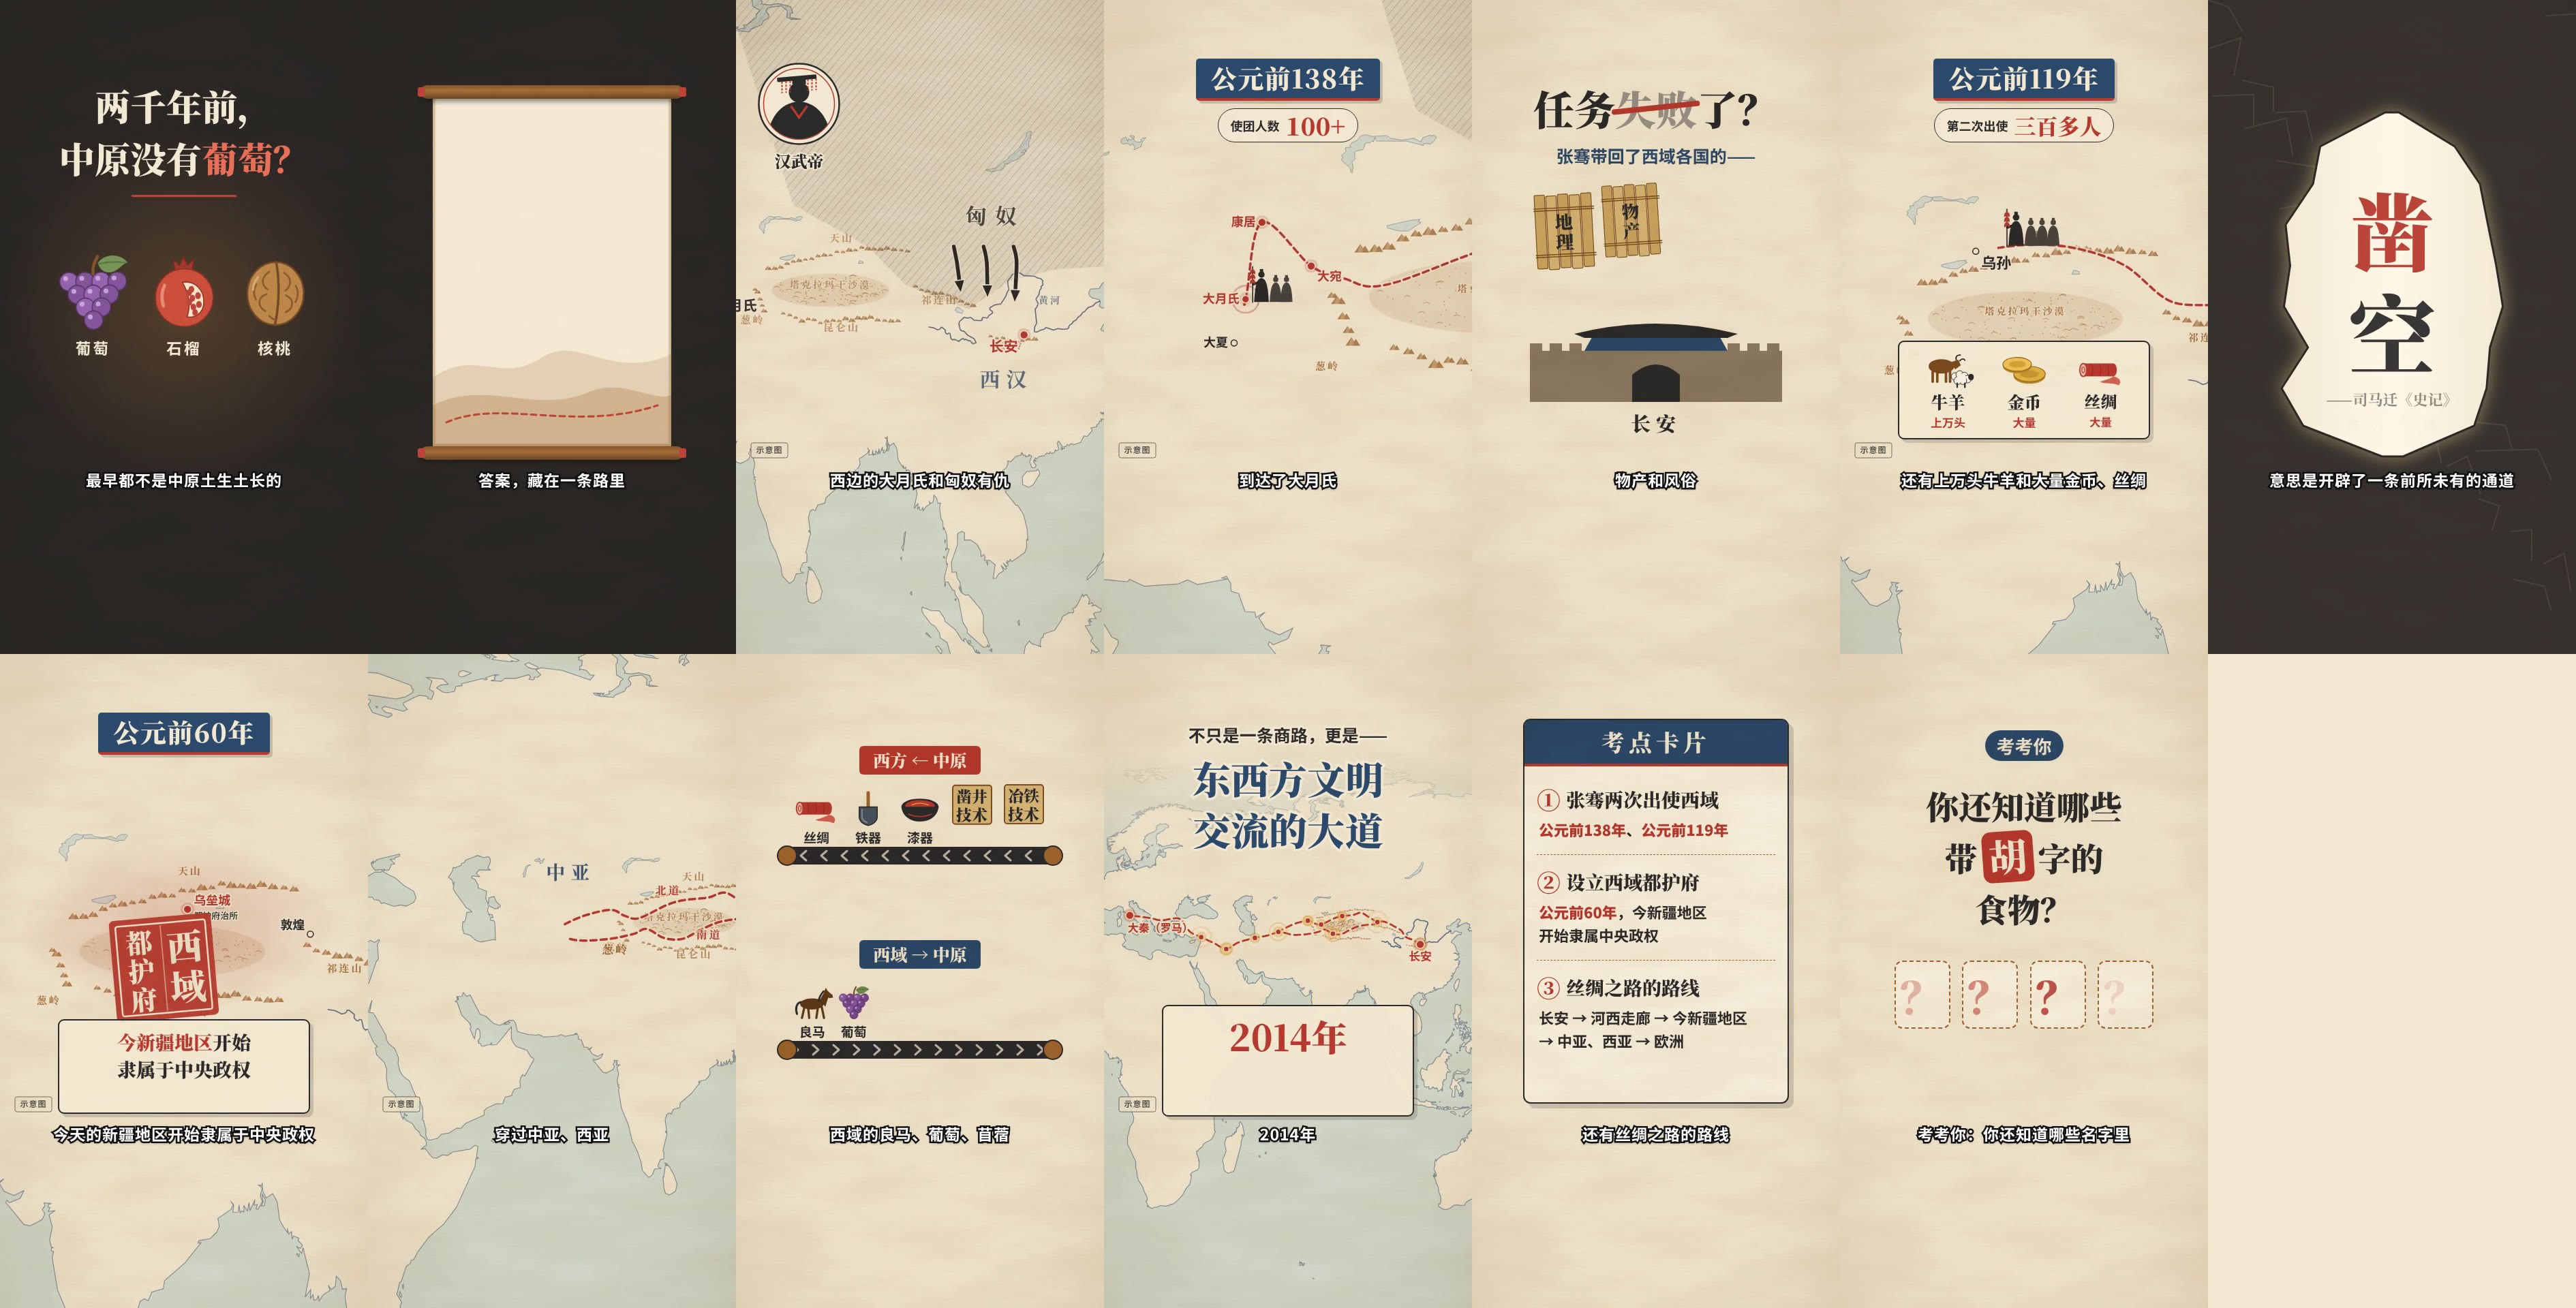 两千年前,
中原没有葡萄?
葡萄
石榴
核桃
最早都不是中原土生土长的
答案，藏在一条路里
汉武帝
匈奴
天山
塔克拉玛干沙漠
祁连山
黄河
月氏
葱岭
昆仑山
长安
西汉
示意图
西边的大月氏和匈奴有仇
公元前138年
使团人数 100+
康居
大宛
大月氏
塔
大夏
葱岭
示意图
到达了大月氏
任务失败了?
张骞带回了西域各国的——
地理
物产
长安
物产和风俗
公元前119年
第二次出使 三百多人
乌孙
塔克拉玛干沙漠
祁连
葱
牛羊
金币
丝绸
上万头
大量
大量
示意图
还有上万头牛羊和大量金币、丝绸
凿空
——司马迁《史记》
意思是开辟了一条前所未有的通道
公元前60年
天山
乌垒城
府治所
敦煌
祁连山
葱岭
西域
都护府
今新疆地区开始
隶属于中央政权
示意图
今天的新疆地区开始隶属于中央政权
中亚
天山
北道
塔克拉玛干沙漠
南道
葱岭
昆仑山
示意图
穿过中亚、西亚
西方 ← 中原
凿井技术
冶铁技术
丝绸
铁器
漆器
西域 → 中原
良马
葡萄
西域的良马、葡萄、苜蓿
不只是一条商路，更是——
东西方文明
交流的大道
大秦（罗马）
长安
2014年
示意图
2014年
考点卡片
① 张骞两次出使西域
公元前138年、公元前119年
② 设立西域都护府
公元前60年，今新疆地区
开始隶属中央政权
③ 丝绸之路的路线
长安 → 河西走廊 → 今新疆地区
→ 中亚、西亚 → 欧洲
还有丝绸之路的路线
考考你
你还知道哪些
带胡字的
食物?
? ? ? ?
考考你：你还知道哪些名字里